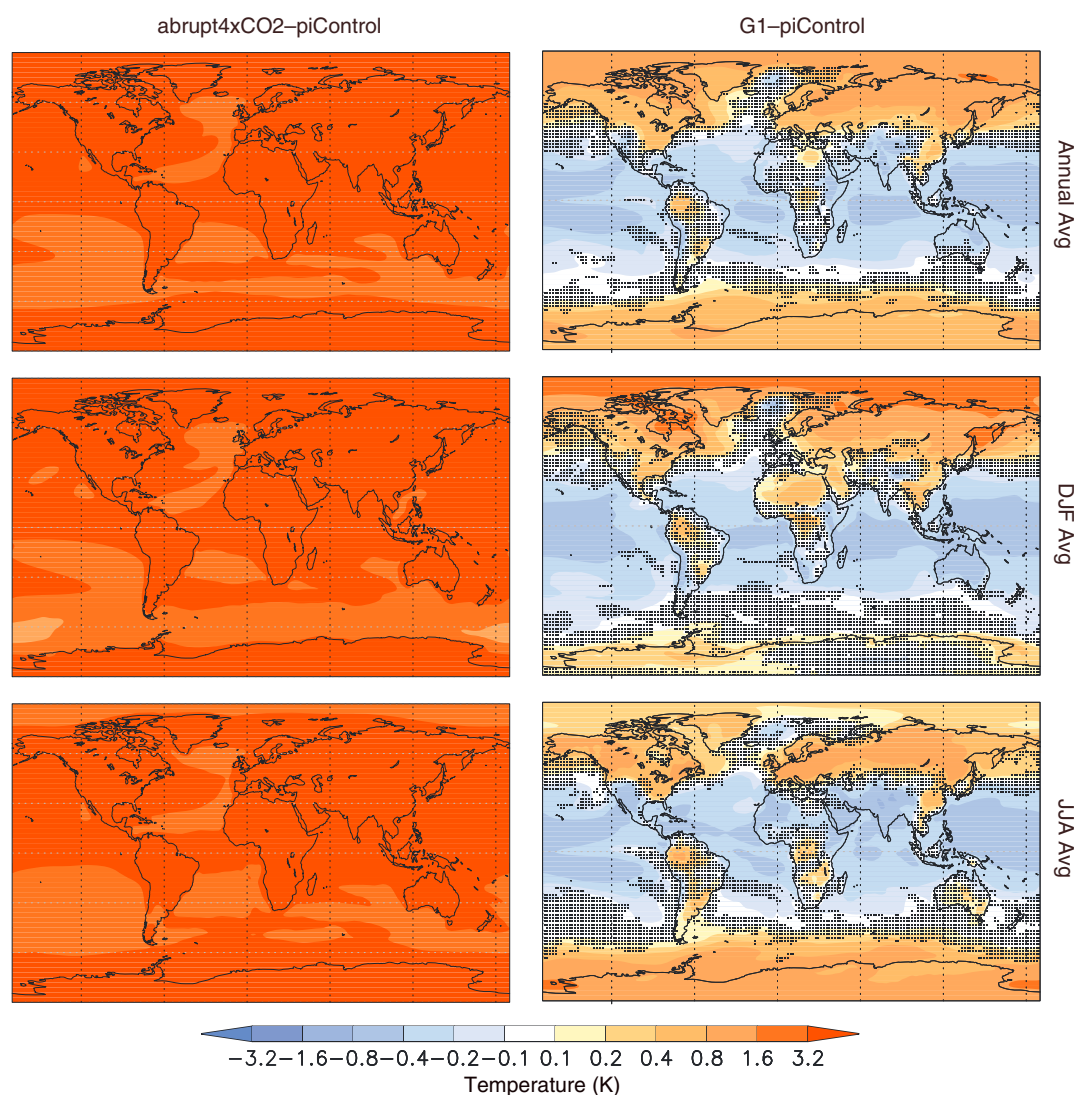 abrupt4xCO2–piControl
G1–piControl
Annual Avg
DJF Avg
JJA Avg
−3.2 −1.6 −0.8 −0.4 −0.2 −0.1 0.1 0.2 0.4 0.8 1.6 3.2
Temperature (K)